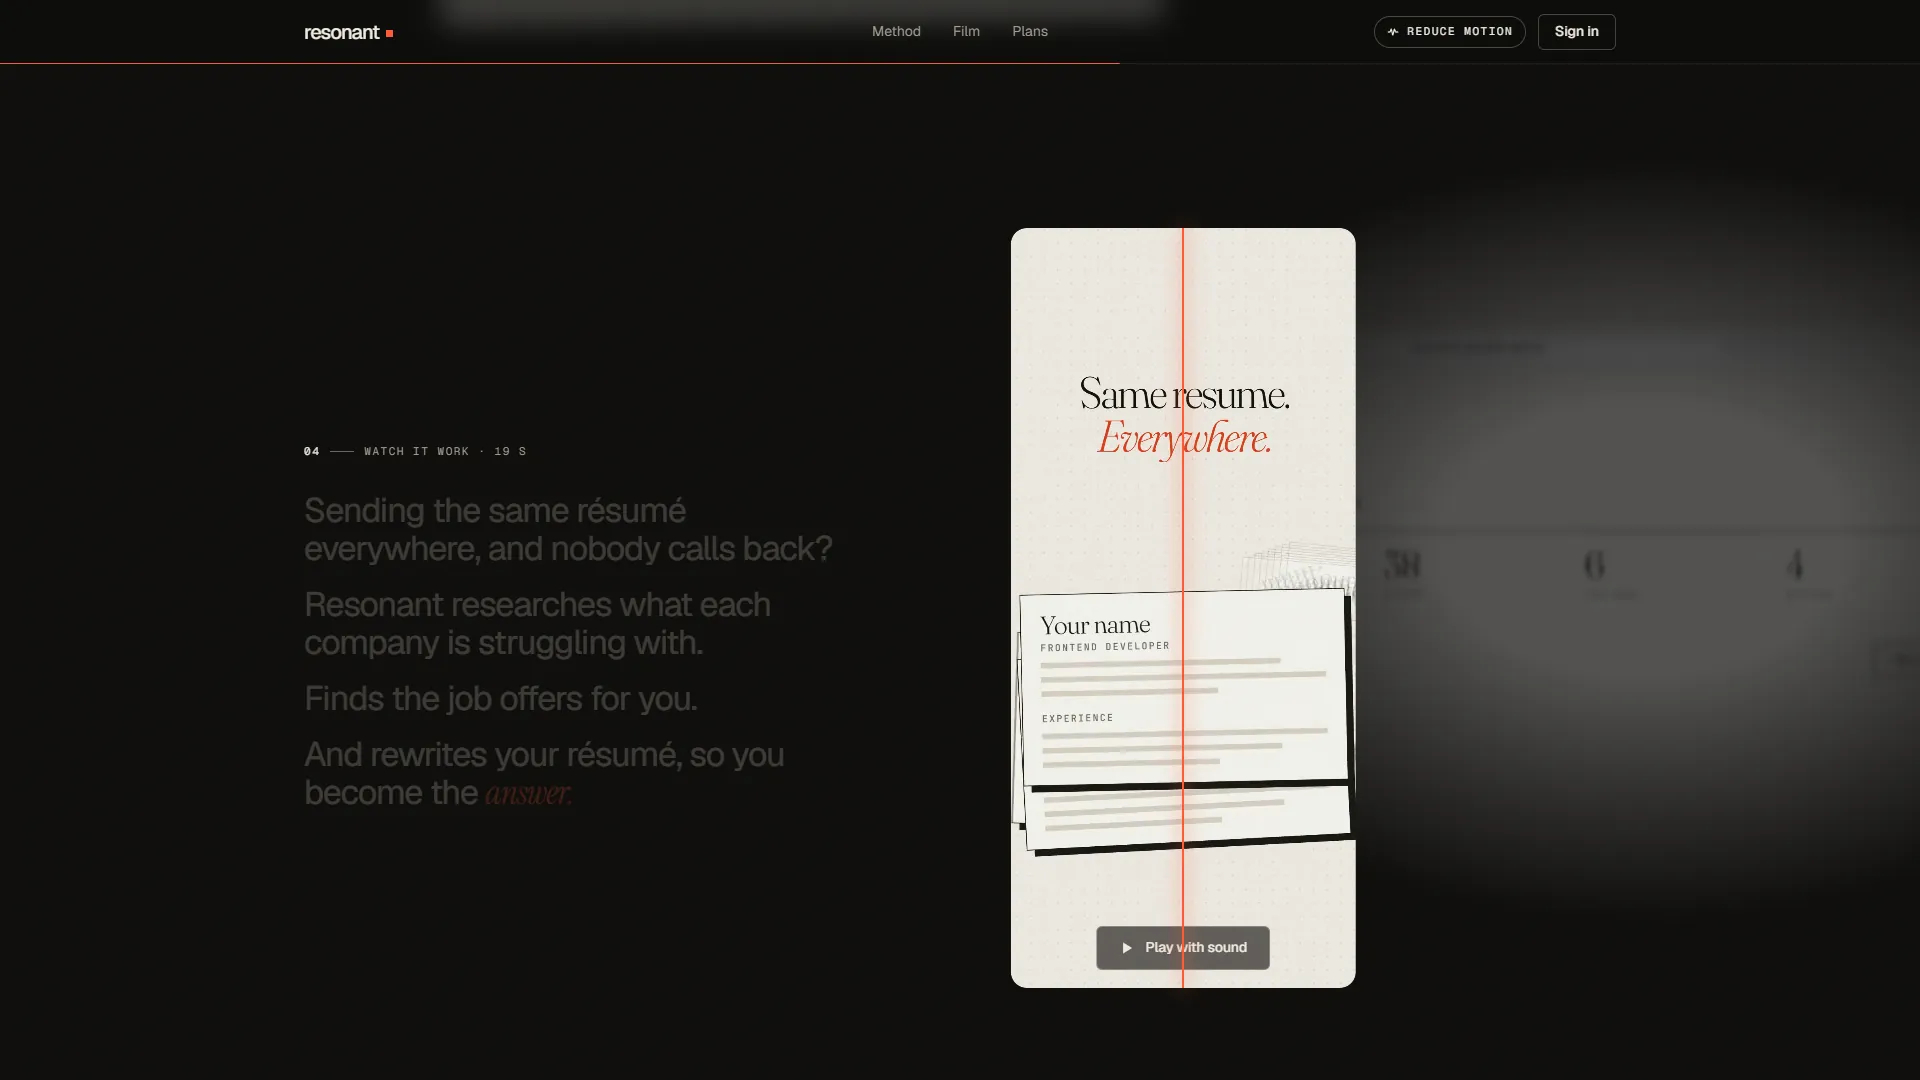 resonant
Method
Film
Plans
REDUCE MOTION
Sign in
04 — WATCH IT WORK · 19 S
Sending the same résumé
everywhere, and nobody calls back?
Resonant researches what each
company is struggling with.
Finds the job offers for you.
And rewrites your résumé, so you
become the answer.
Same resume.
Everywhere.
Your name
FRONTEND DEVELOPER
EXPERIENCE
Play with sound
6
4